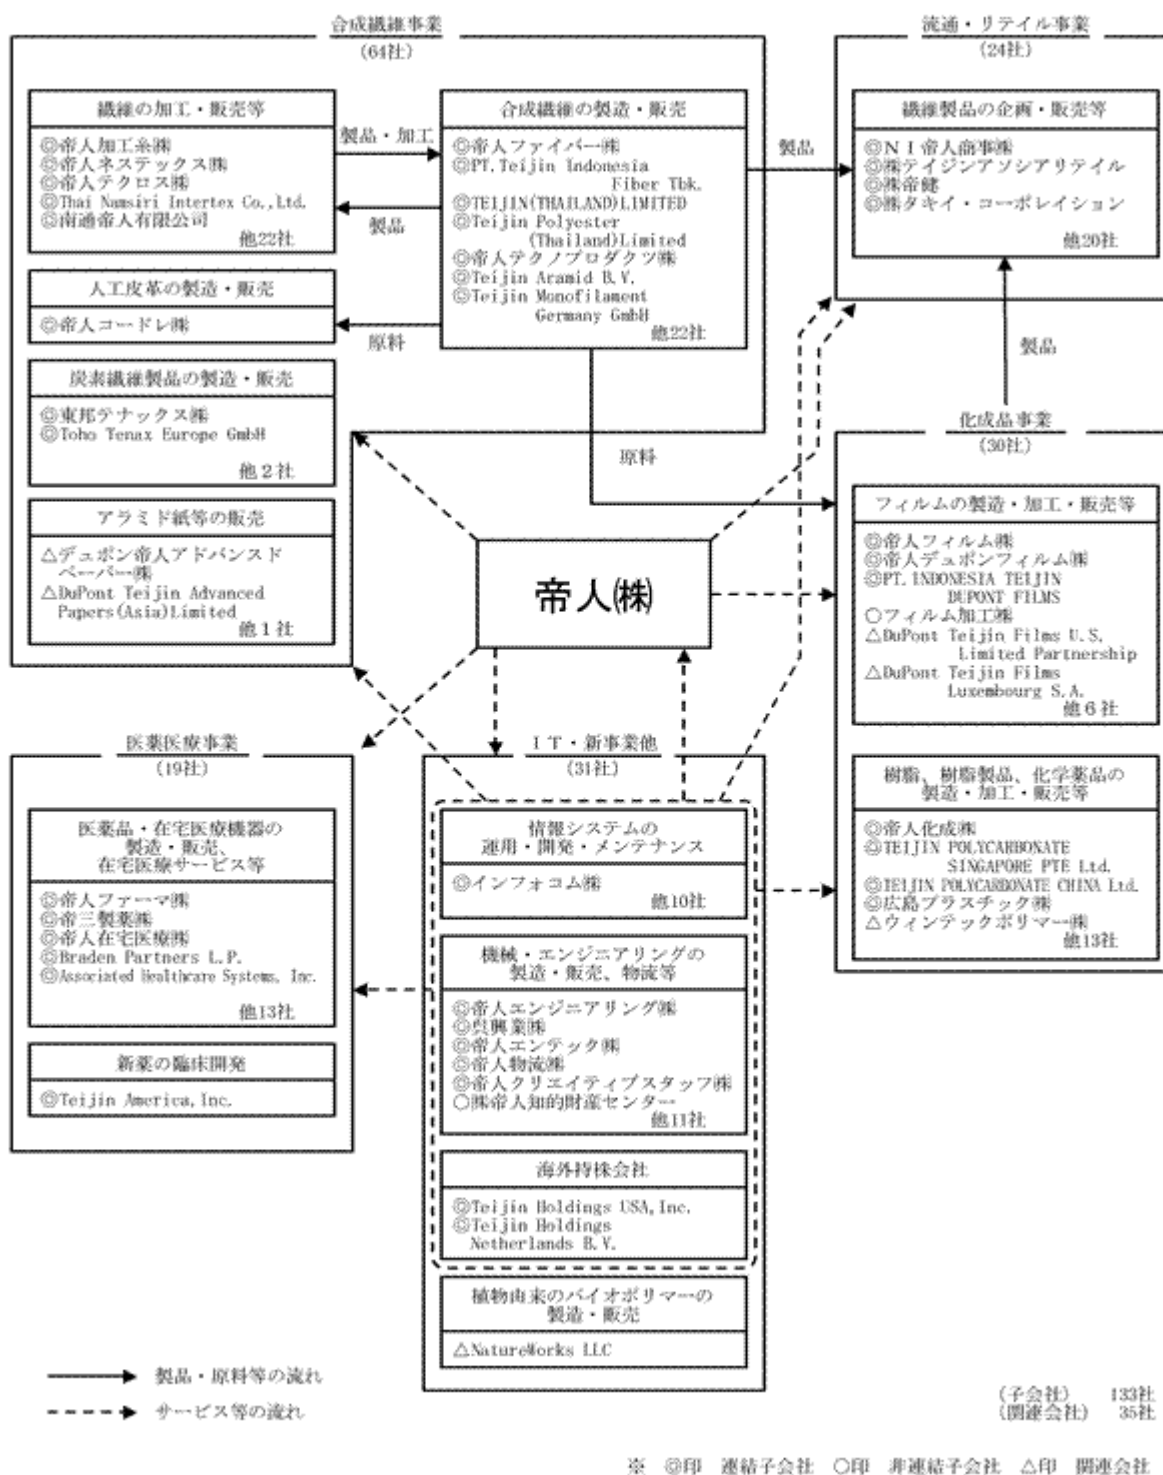 合成繊維事業
(64社)
繊維の加工・販売等
◎帝人加工糸㈱
◎帝人ネステックス㈱
◎帝人テクロス㈱
◎Thai Namsiri Intertex Co.,Ltd.
◎南通帝人有限公司
他22社
製品・加工
製品
合成繊維の製造・販売
◎帝人ファイバー㈱
◎PT.Teijin Indonesia
Fiber Tbk.
◎TEIJIN(THAILAND)LIMITED
◎Teijin Polyester
(Thailand)Limited
◎帝人テクノプロダクツ㈱
◎Teijin Aramid B.V.
◎Teijin Monofilament
Germany GmbH
他22社
人工皮革の製造・販売
◎帝人コードレ㈱
原料
炭素繊維製品の製造・販売
◎東邦テナックス㈱
◎Toho Tenax Europe GmbH
他２社
アラミド紙等の販売
△デュポン帝人アドバンスド
ペーパー㈱
△DuPont Teijin Advanced
Papers(Asia)Limited
他１社
製品
流通・リテイル事業
(24社)
繊維製品の企画・販売等
◎ＮＩ帝人商事㈱
◎㈱テイジンアソシアリテイル
◎㈱帝健
◎㈱タキイ・コーポレイション
他20社
製品
原料
化成品事業
(30社)
フィルムの製造・加工・販売等
◎帝人フィルム㈱
◎帝人デュポンフィルム㈱
◎PT.INDONESIA TEIJIN
DUPONT FILMS
○フィルム加工㈱
△DuPont Teijin Films U.S.
Limited Partnership
△DuPont Teijin Films
Luxembourg S.A.
他６社
樹脂、樹脂製品、化学薬品の
製造・加工・販売等
◎帝人化成㈱
◎TEIJIN POLYCARBONATE
SINGAPORE PTE Ltd.
◎TEIJIN POLYCARBONATE CHINA Ltd.
◎広島プラスチック㈱
△ウィンテックポリマー㈱
他13社
帝人㈱
医薬医療事業
(19社)
医薬品・在宅医療機器の
製造・販売、
在宅医療サービス等
◎帝人ファーマ㈱
◎帝三製薬㈱
◎帝人在宅医療㈱
◎Braden Partners L.P.
◎Associated Healthcare Systems, Inc.
他13社
新薬の臨床開発
◎Teijin America,Inc.
ＩＴ・新事業他
(31社)
情報システムの
運用・開発・メンテナンス
◎インフォコム㈱
他10社
機械・エンジニアリングの
製造・販売、物流等
◎帝人エンジニアリング㈱
◎呉興業㈱
◎帝人エンテック㈱
◎帝人物流㈱
◎帝人クリエイティブスタッフ㈱
○㈱帝人知的財産センター
他11社
海外持株会社
◎Teijin Holdings USA,Inc.
◎Teijin Holdings
Netherlands B.V.
植物由来のバイオポリマーの
製造・販売
△NatureWorks LLC
製品・原料等の流れ
サービス等の流れ
(子会社) 133社
(関連会社) 35社
※ ◎印 連結子会社 ○印 非連結子会社 △印 関連会社